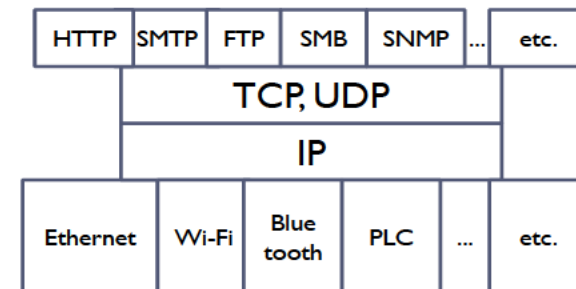 HTTP SMTP FTP SMB SNMP ... etc.
TCP, UDP
IP
Ethernet Wi-Fi Blue tooth PLC ... etc.